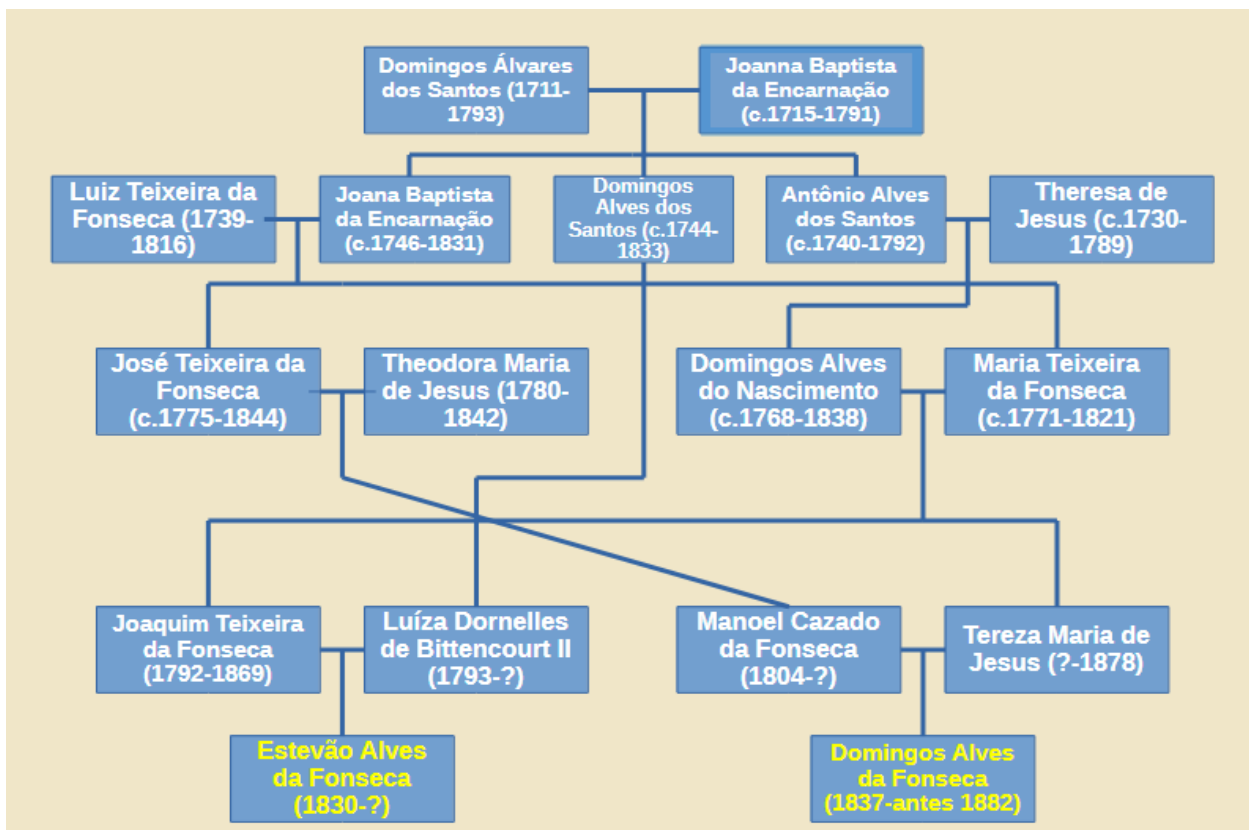 Domingos Álvares
dos Santos (1711-
1793)
Joanna Baptista
da Encarnação
(c.1715-1791)
Luiz Teixeira da
Fonseca (1739-
1816)
Joana Baptista
da Encarnação
(c.1746-1831)
Domingos
Alves dos
Santos (c.1744-
1833)
Antônio Alves
dos Santos
(c.1740-1792)
Theresa de
Jesus (c.1730-
1789)
José Teixeira da
Fonseca
(c.1775-1844)
Theodora Maria
de Jesus (1780-
1842)
Domingos Alves
do Nascimento
(c.1768-1838)
Maria Teixeira
da Fonseca
(c.1771-1821)
Joaquim Teixeira
da Fonseca
(1792-1869)
Luíza Dornelles
de Bittencourt II
(1793-?)
Manoel Cazado
da Fonseca
(1804-?)
Tereza Maria de
Jesus (?-1878)
Estevão Alves
da Fonseca
(1830-?)
Domingos Alves
da Fonseca
(1837-antes 1882)